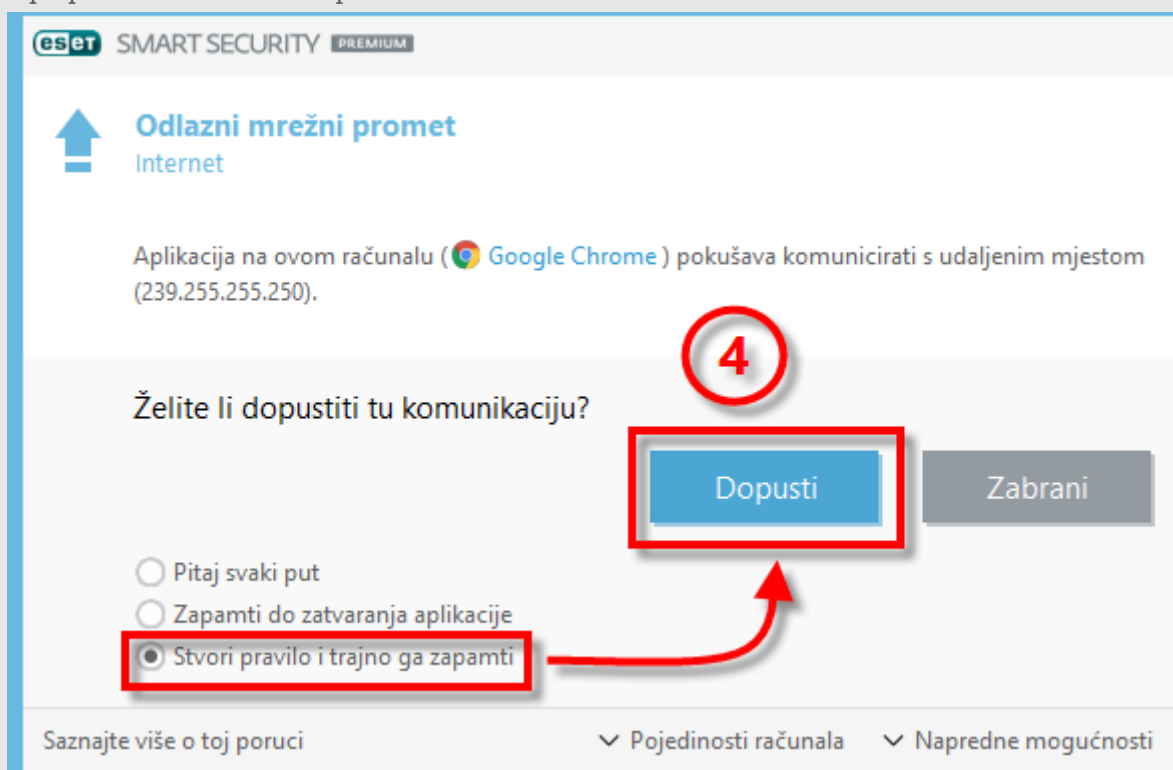 eset SMART SECURITY PREMIUM
Odlazni mrežni promet
Internet
Aplikacija na ovom računalu ( Google Chrome ) pokušava komunicirati s udaljenim mjestom
(239.255.255.250).
4
Želite li dopustiti tu komunikaciju?
Dopusti Zabrani
Pitaj svaki put
Zapamti do zatvaranja aplikacije
Stvori pravilo i trajno ga zapamti
Saznajte više o toj poruci Pojedinosti računala Napredne mogućnosti